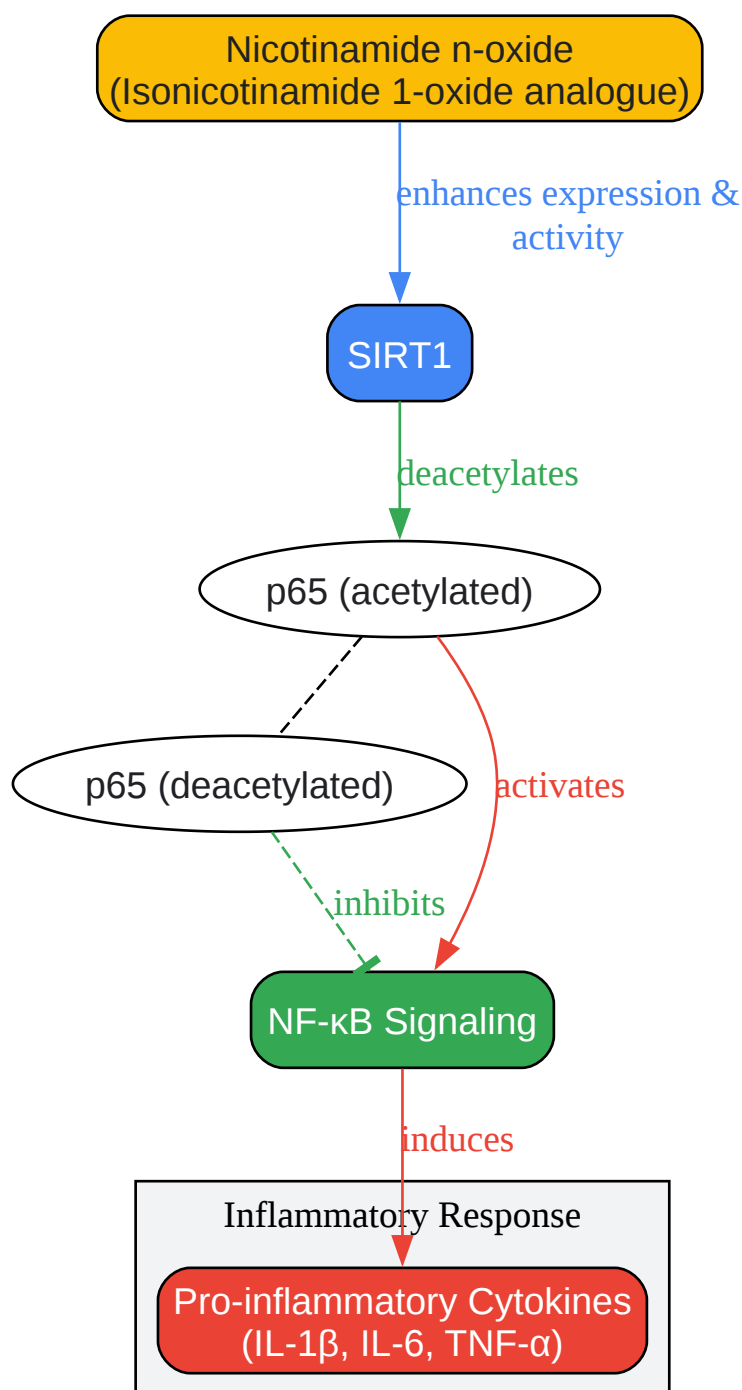 Nicotinamide n-oxide
(Isonicotinamide 1-oxide analogue)
enhances expression &
activity
SIRT1
deacetylates
p65 (acetylated)
p65 (deacetylated)
activates
inhibits
NF-κB Signaling
induces
Inflammatory Response
Pro-inflammatory Cytokines
(IL-1β, IL-6, TNF-α)